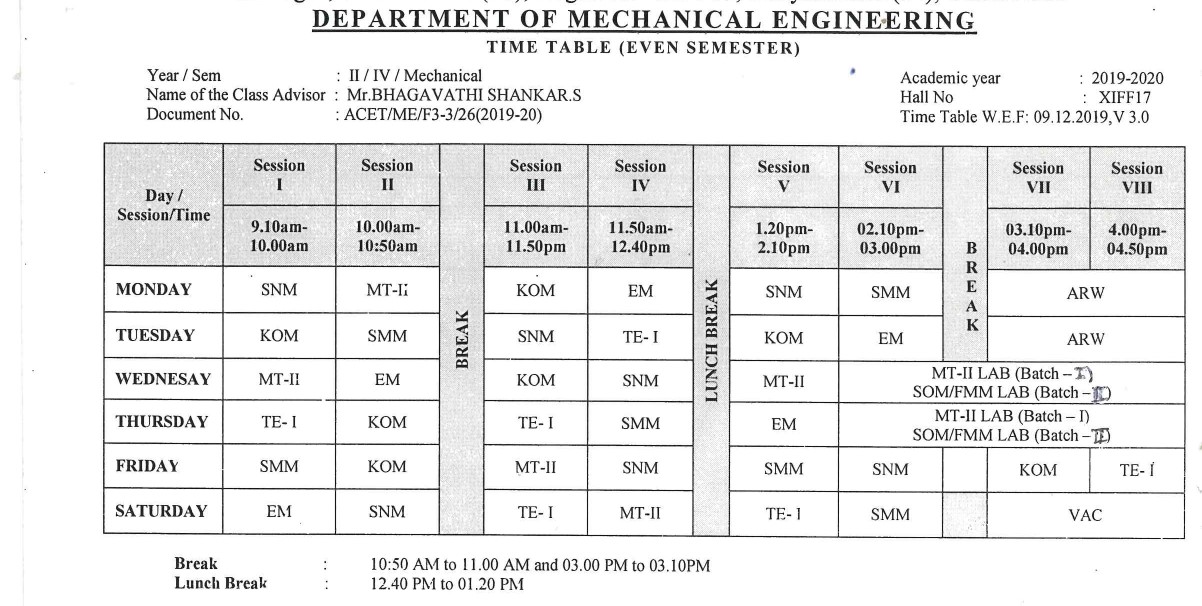 DEPARTMENT OF MECHANICAL ENGINEERING
TIME TABLE (EVEN SEMESTER)
Year / Sem : II / IV / Mechanical
Academic year : 2019-2020
Name of the Class Advisor : Mr.BHAGAVATHI SHANKAR.S
Hall No : XIFF17
Document No. : ACET/ME/F3-3/26(2019-20)
Time Table W.E.F: 09.12.2019,V 3.0
Day / Session/Time
Session I Session II BREAK Session III Session IV LUNCH BREAK Session V Session VI BREAK Session VII Session VIII
9.10am-10.00am 10.00am-10:50am 11.00am-11.50pm 11.50am-12.40pm 1.20pm-2.10pm 02.10pm-03.00pm 03.10pm-04.00pm 4.00pm-04.50pm
MONDAY SNM MT-II KOM EM SNM SMM ARW
TUESDAY KOM SMM SNM TE- I KOM EM ARW
WEDNESAY MT-II EM KOM SNM MT-II MT-II LAB (Batch – I)
SOM/FMM LAB (Batch – II)
THURSDAY TE- I KOM TE- I SMM EM MT-II LAB (Batch – I)
SOM/FMM LAB (Batch – II)
FRIDAY SMM KOM MT-II SNM SMM SNM KOM TE- I
SATURDAY EM SNM TE- I MT-II TE- I SMM VAC
Break : 10:50 AM to 11.00 AM and 03.00 PM to 03.10PM
Lunch Break : 12.40 PM to 01.20 PM